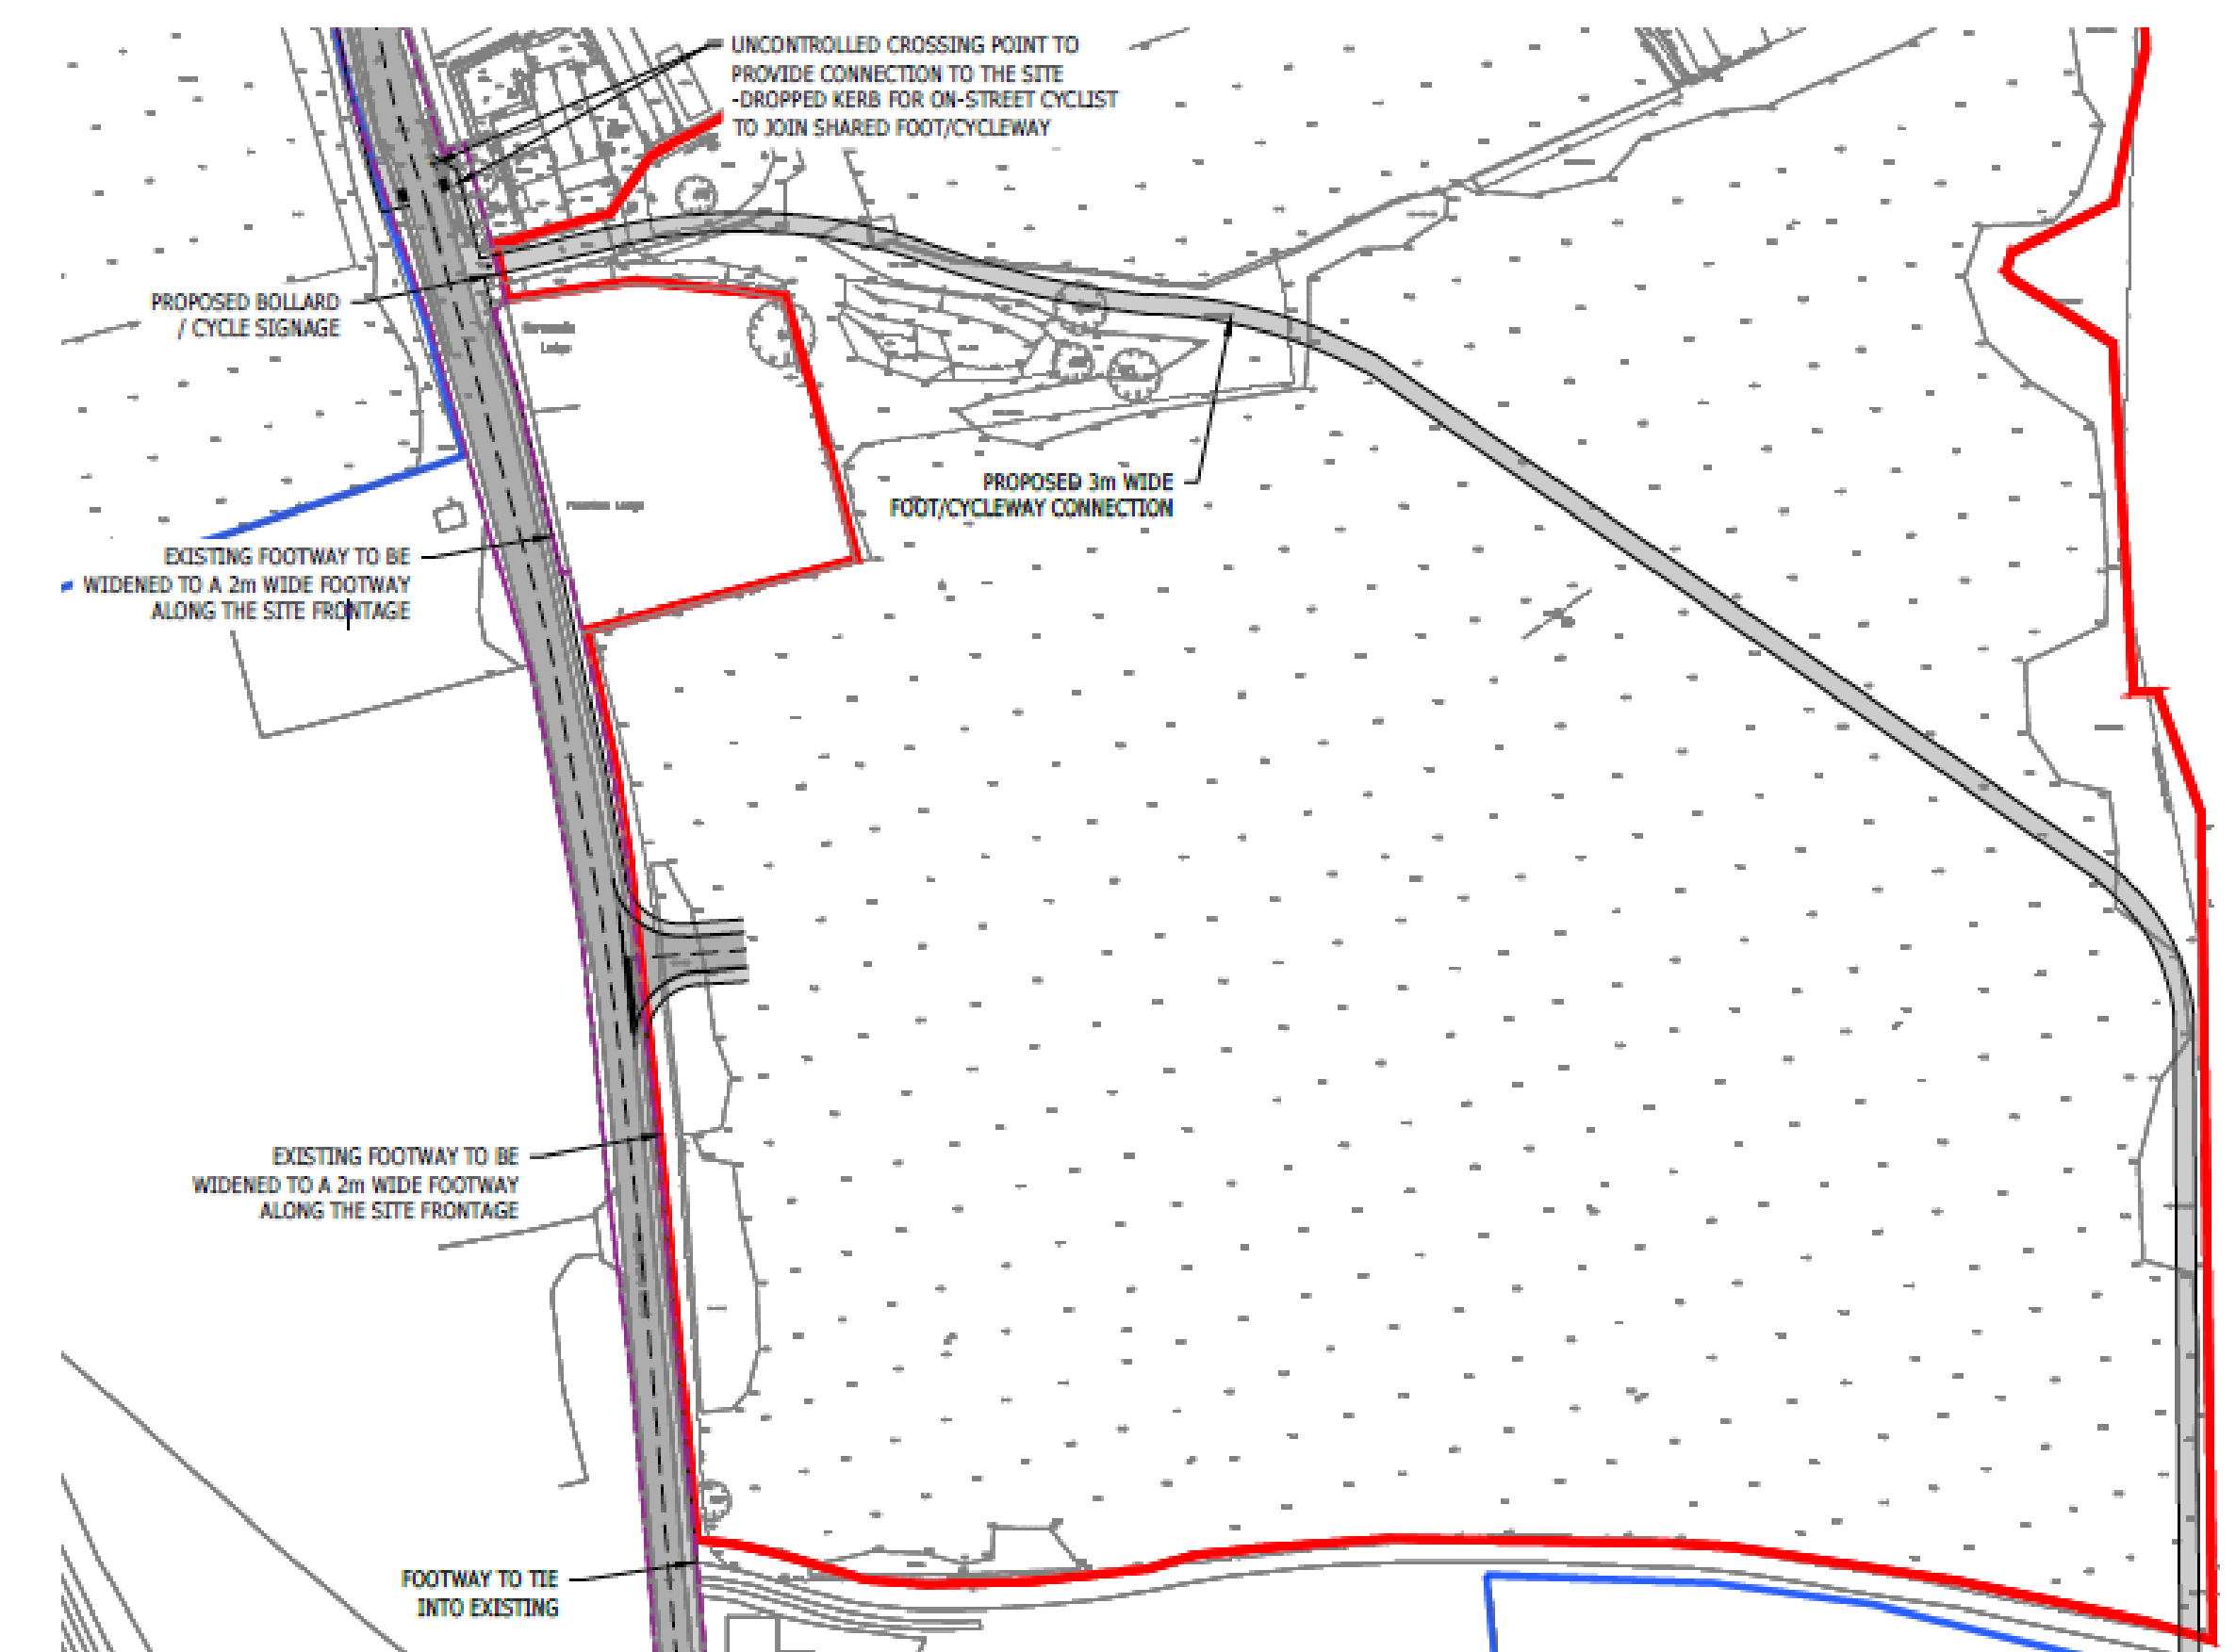 UNCONTROLLED CROSSING POINT TO
PROVIDE CONNECTION TO THE SITE
-DROPPED KERB FOR ON-STREET CYCLIST
TO JOIN SHARED FOOT/CYCLEWAY
PROPOSED BOLLARD
/ CYCLE SIGNAGE
PROPOSED 3m WIDE
FOOT/CYCLEWAY CONNECTION
EXISTING FOOTWAY TO BE
WIDENED TO A 2m WIDE FOOTWAY
ALONG THE SITE FRONTAGE
EXISTING FOOTWAY TO BE
WIDENED TO A 2m WIDE FOOTWAY
ALONG THE SITE FRONTAGE
FOOTWAY TO TIE
INTO EXISTING